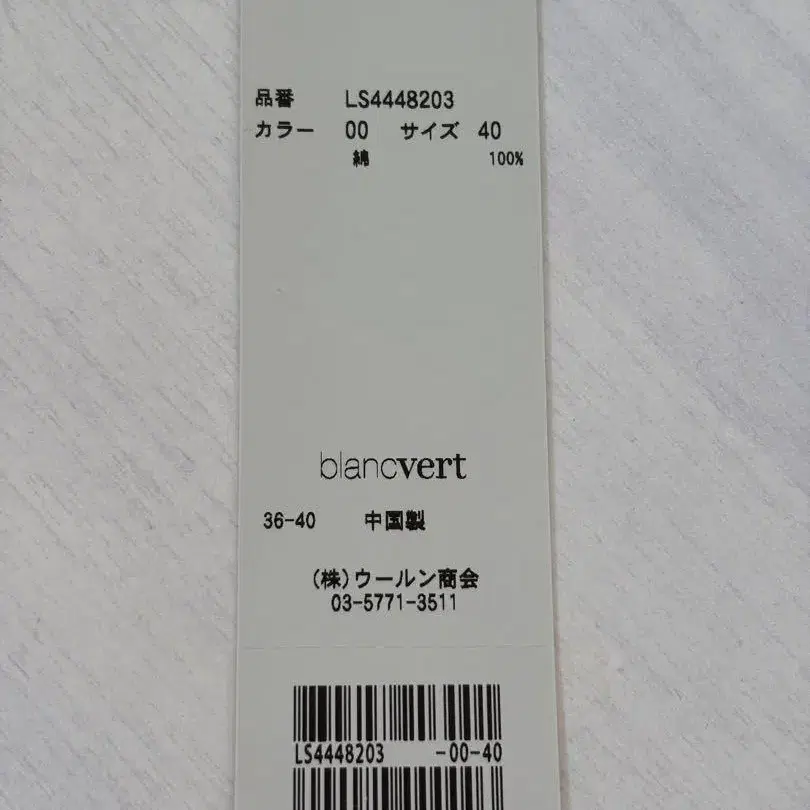 品番 LS4448203
カラー 00 サイズ 40
綿 100%
blancvert
36-40 中国製
(株)ウールン商会
03-5771-3511
LS4448203 -00-40